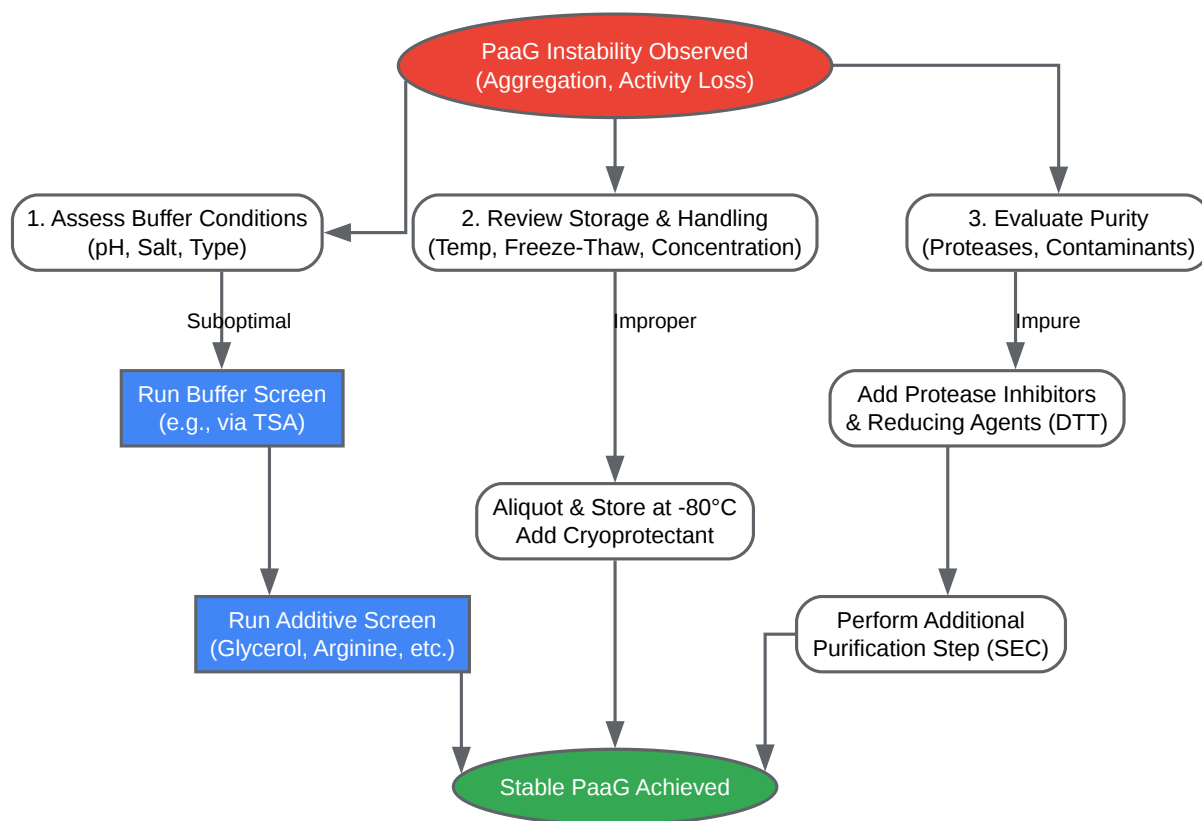 PaaG Instability Observed
(Aggregation, Activity Loss)
1. Assess Buffer Conditions
(pH, Salt, Type)
2. Review Storage & Handling
(Temp, Freeze-Thaw, Concentration)
3. Evaluate Purity
(Proteases, Contaminants)
Suboptimal
Improper
Impure
Run Buffer Screen
(e.g., via TSA)
Add Protease Inhibitors
& Reducing Agents (DTT)
Aliquot & Store at -80°C
Add Cryoprotectant
Run Additive Screen
(Glycerol, Arginine, etc.)
Perform Additional
Purification Step (SEC)
Stable PaaG Achieved